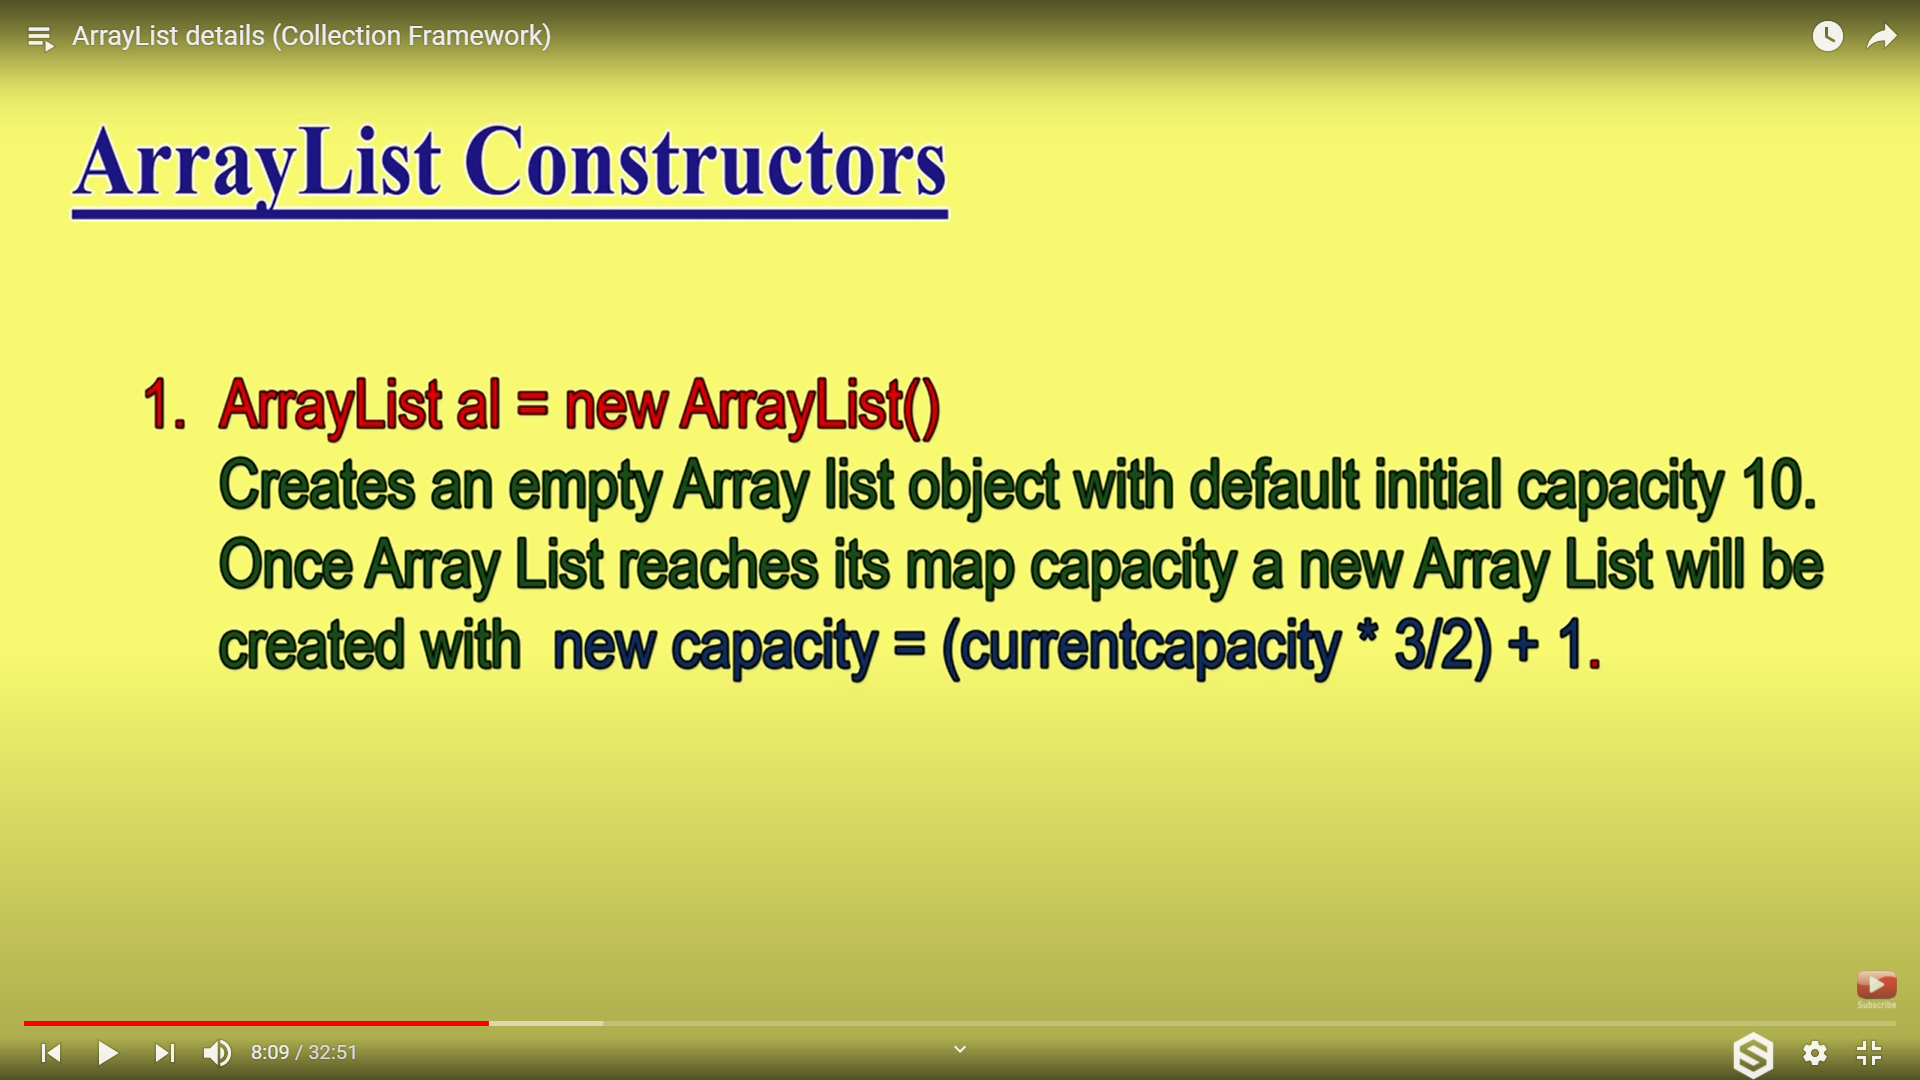 ArrayList details (Collection Framework)
ArrayList Constructors
1. ArrayList al = new ArrayList()
Creates an empty Array list object with default initial capacity 10.
Once Array List reaches its map capacity a new Array List will be
created with new capacity = (currentcapacity * 3/2) + 1.
Subscribe
8:09 / 32:51